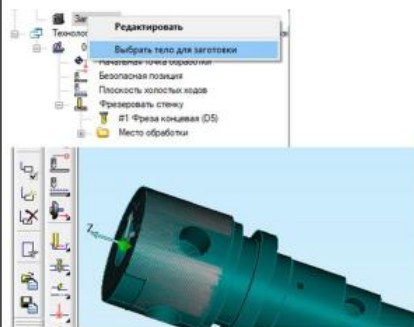 Заг
Редактировать
Технолог
Выбрать тело для заготовки
Начальная точка обработки
Безопасная позиция
Плоскость холостых ходов
Фрезеровать стенку
#1 Фреза концевая (D5)
Место обработки
Z